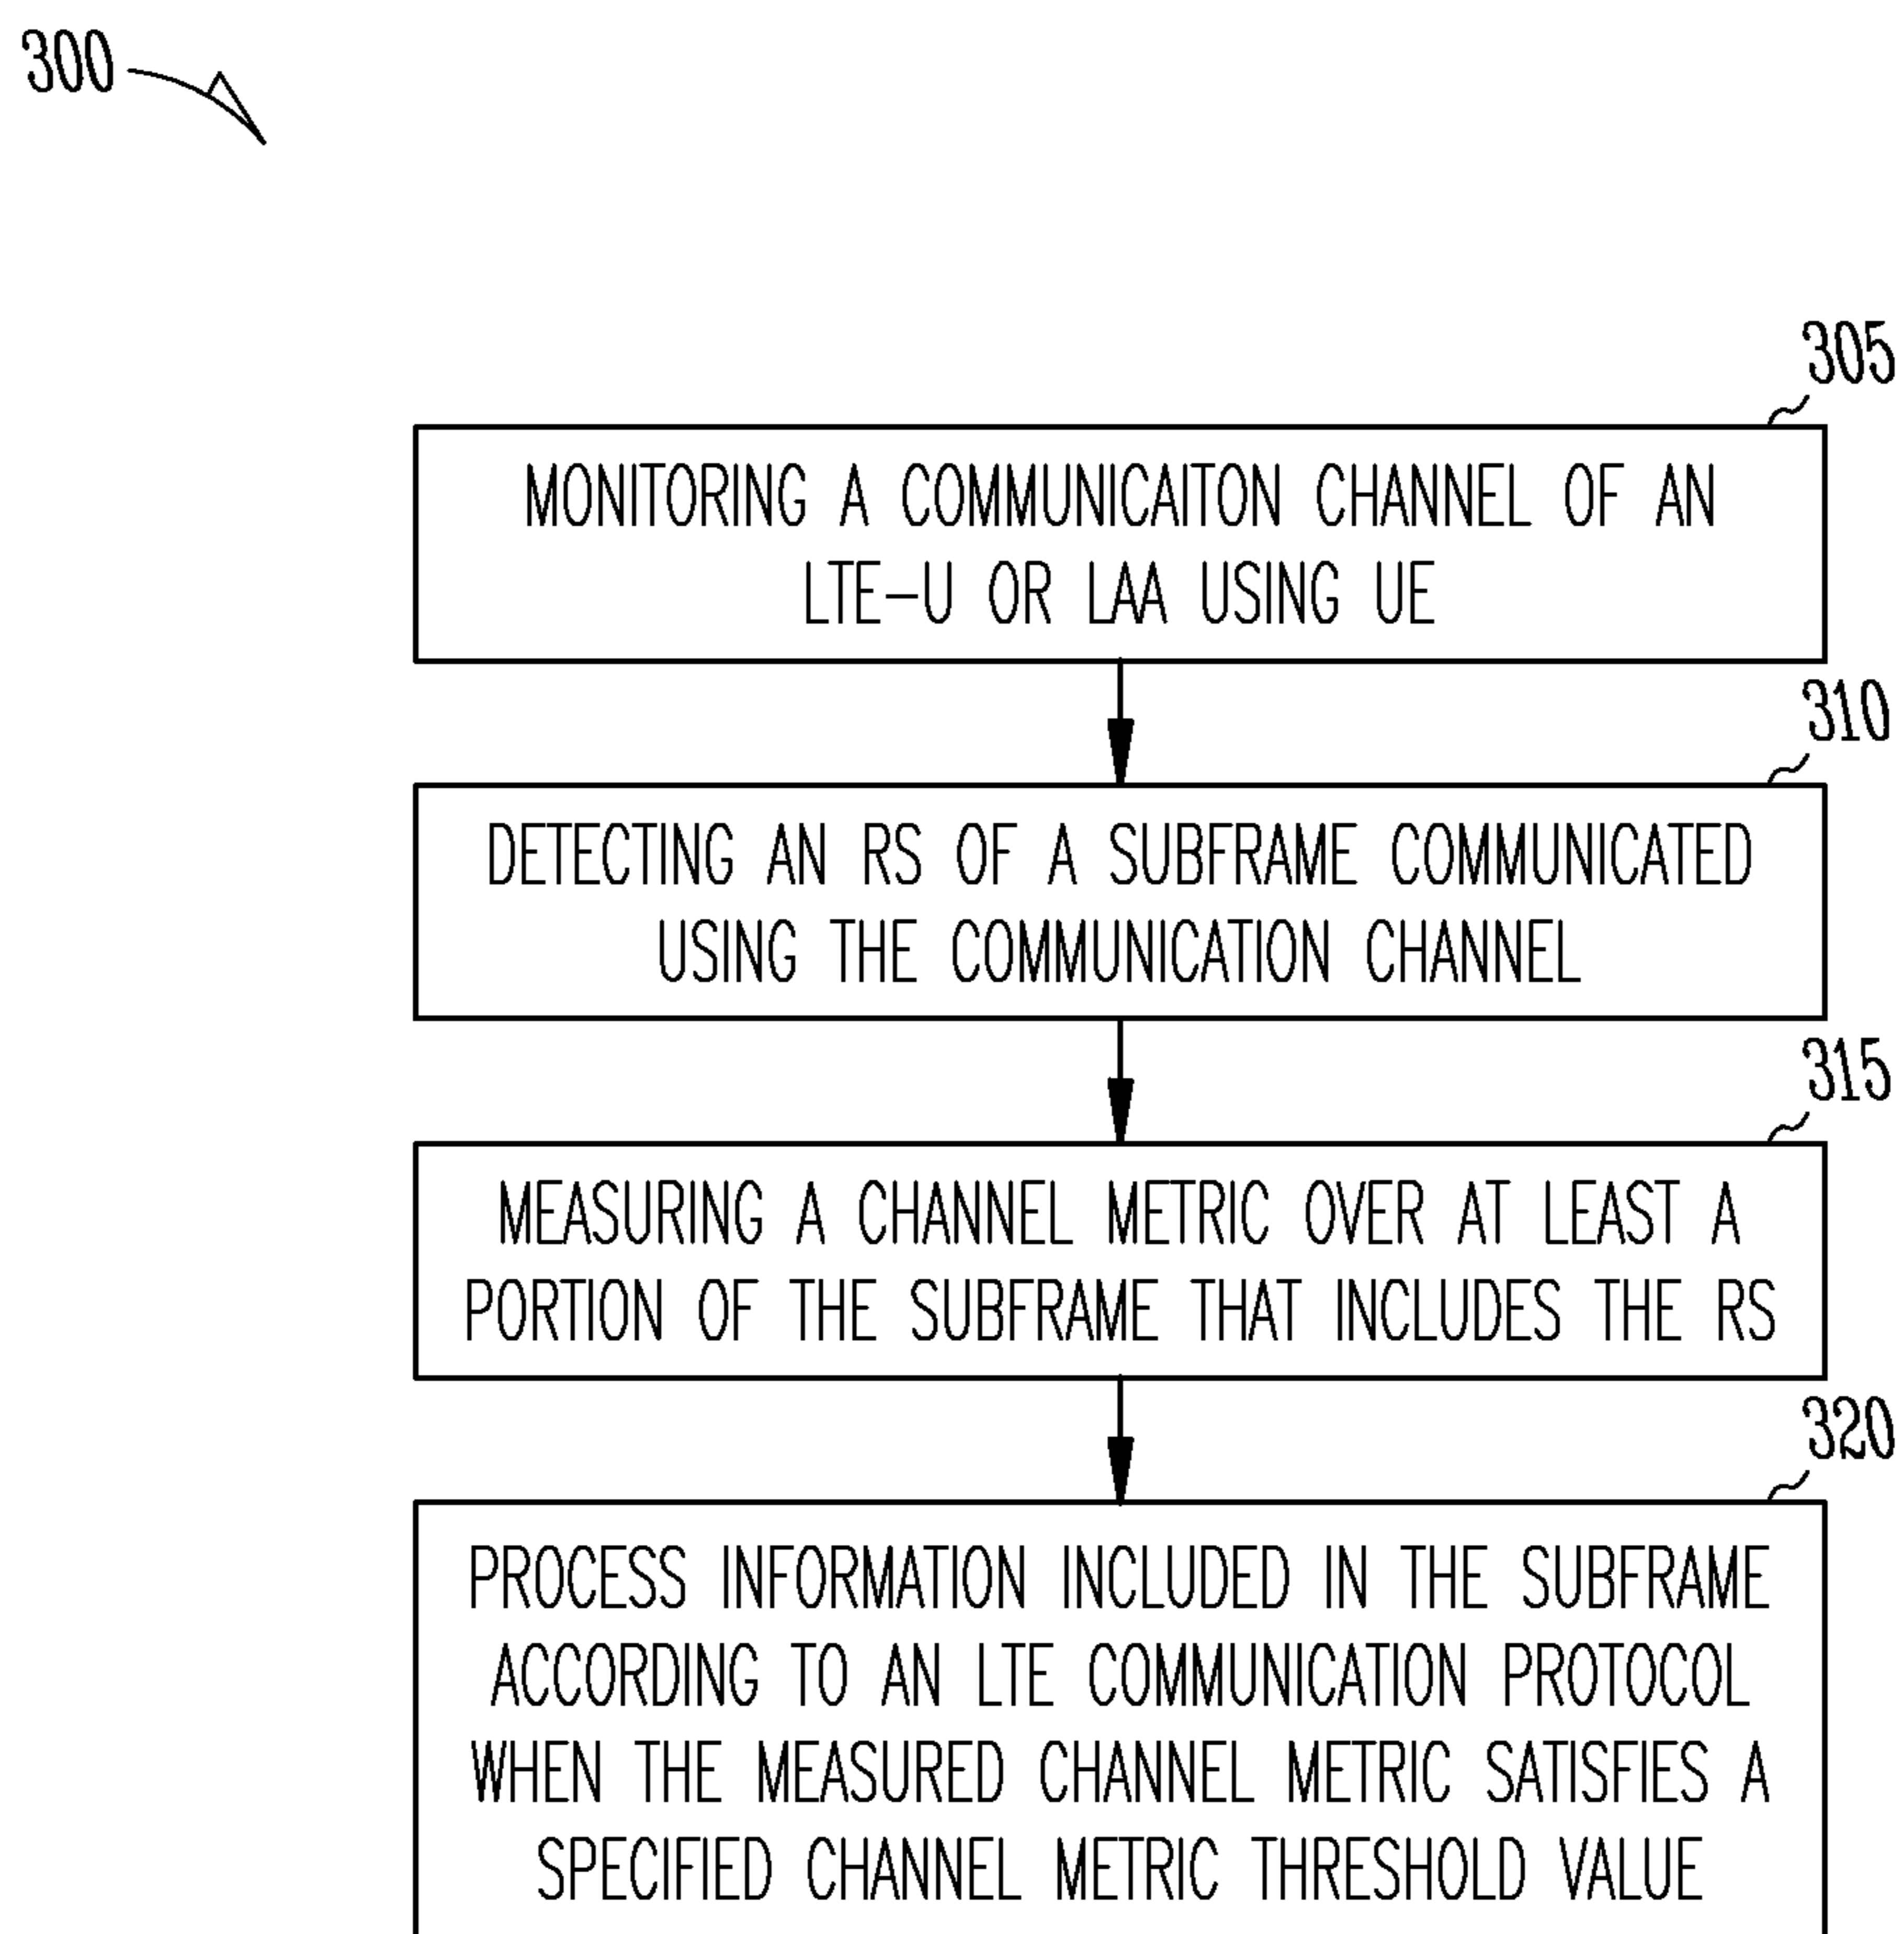 300
305
MONITORING A COMMUNICAITON CHANNEL OF AN
LTE-U OR LAA USING UE
310
DETECTING AN RS OF A SUBFRAME COMMUNICATED
USING THE COMMUNICATION CHANNEL
315
MEASURING A CHANNEL METRIC OVER AT LEAST A
PORTION OF THE SUBFRAME THAT INCLUDES THE RS
320
PROCESS INFORMATION INCLUDED IN THE SUBFRAME
ACCORDING TO AN LTE COMMUNICATION PROTOCOL
WHEN THE MEASURED CHANNEL METRIC SATISFIES A
SPECIFIED CHANNEL METRIC THRESHOLD VALUE